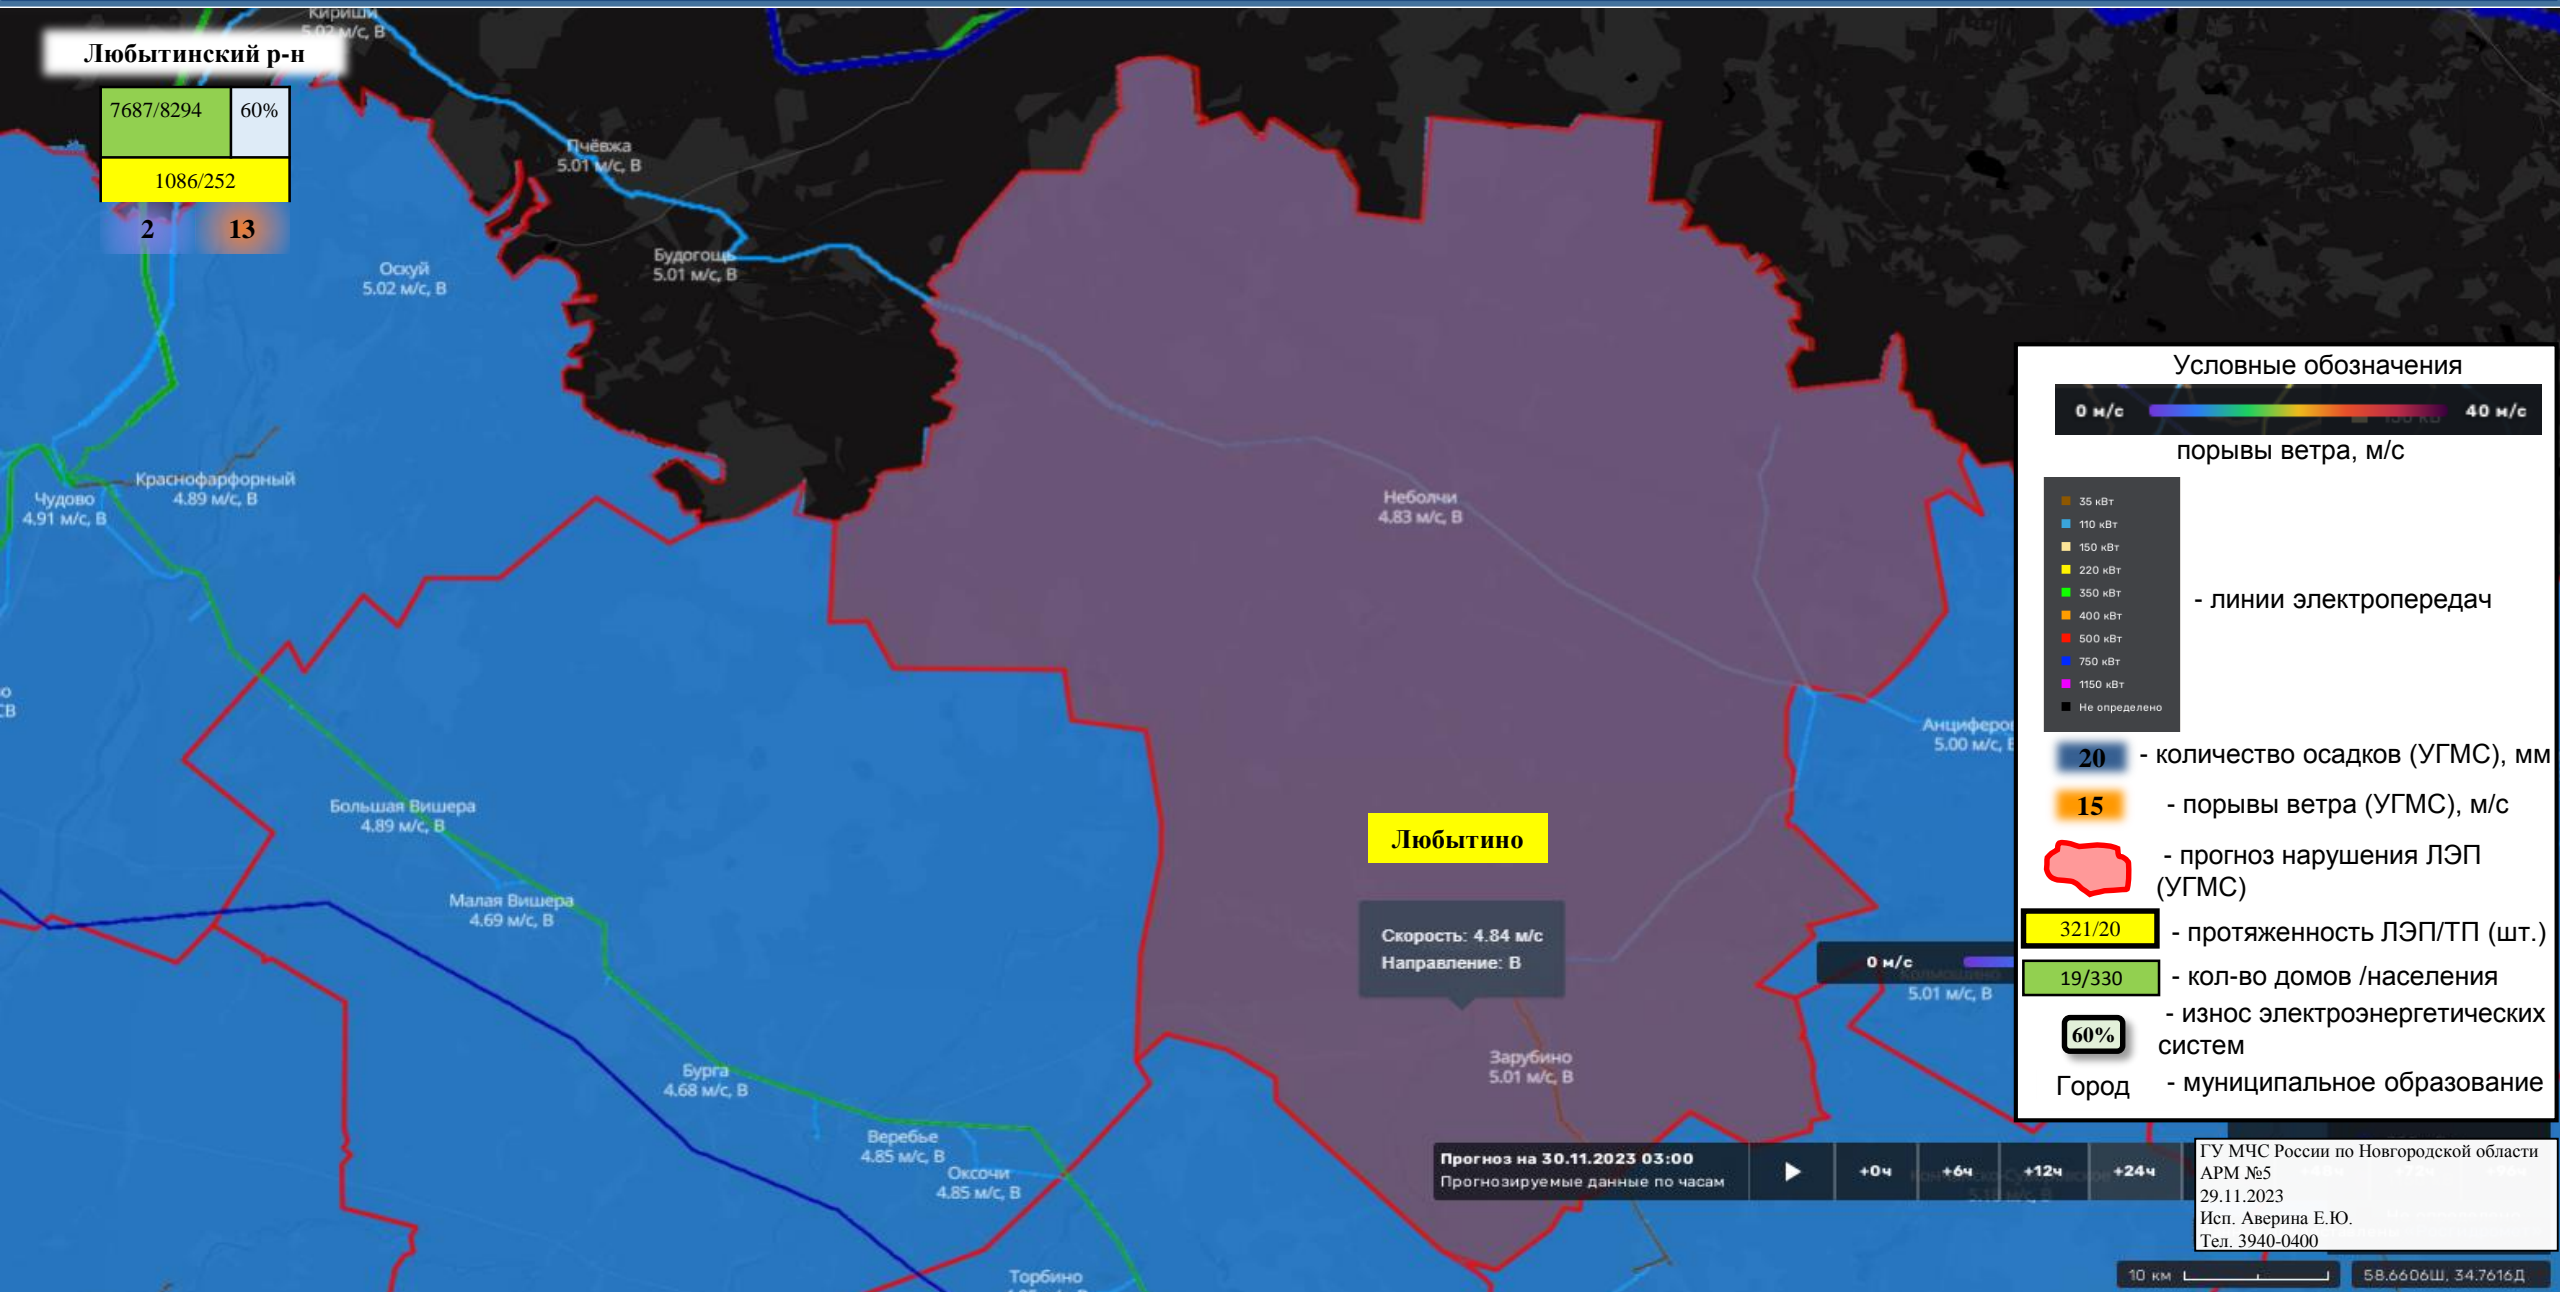 Кириши
5.02 м/с, В
Любытинский р-н
7687/8294
60%
1086/252
2
13
Пчёвжа
5.01 м/с, В
Будогощь
5.01 м/с, В
Оскуй
5.02 м/с, В
Краснофарфорный
4.89 м/с, В
Чудово
4.91 м/с, В
Неболчи
4.83 м/с, В
о
СВ
Большая Вишера
4.89 м/с, В
Малая Вишера
4.69 м/с, В
Любытино
Скорость: 4.84 м/с
Направление: В
Анциферо
5.00 м/с,
0 м/с
5.01 м/с, В
Зарубино
5.01 м/с, В
Бурга
4.68 м/с, В
Веребье
4.85 м/с, В
Оксочи
4.85 м/с, В
Торбино
Условные обозначения
0 м/с
40 м/с
порывы ветра, м/с
35 кВт
110 кВт
150 кВт
220 кВт
350 кВт
400 кВт
500 кВт
750 кВт
1150 кВт
Не определено
- линии электропередач
20 - количество осадков (УГМС), мм
15 - порывы ветра (УГМС), м/с
- прогноз нарушения ЛЭП
(УГМС)
321/20 - протяженность ЛЭП/ТП (шт.)
19/330 - кол-во домов /населения
60% - износ электроэнергетических
систем
Город - муниципальное образование
Прогноз на 30.11.2023 03:00
Прогнозируемые данные по часам
+0ч
+6ч
+12ч
+24ч
ГУ МЧС России по Новгородской области
АРМ №5
29.11.2023
Исп. Аверина Е.Ю.
Тел. 3940-0400
10 км
58.6606Ш, 34.7616Д